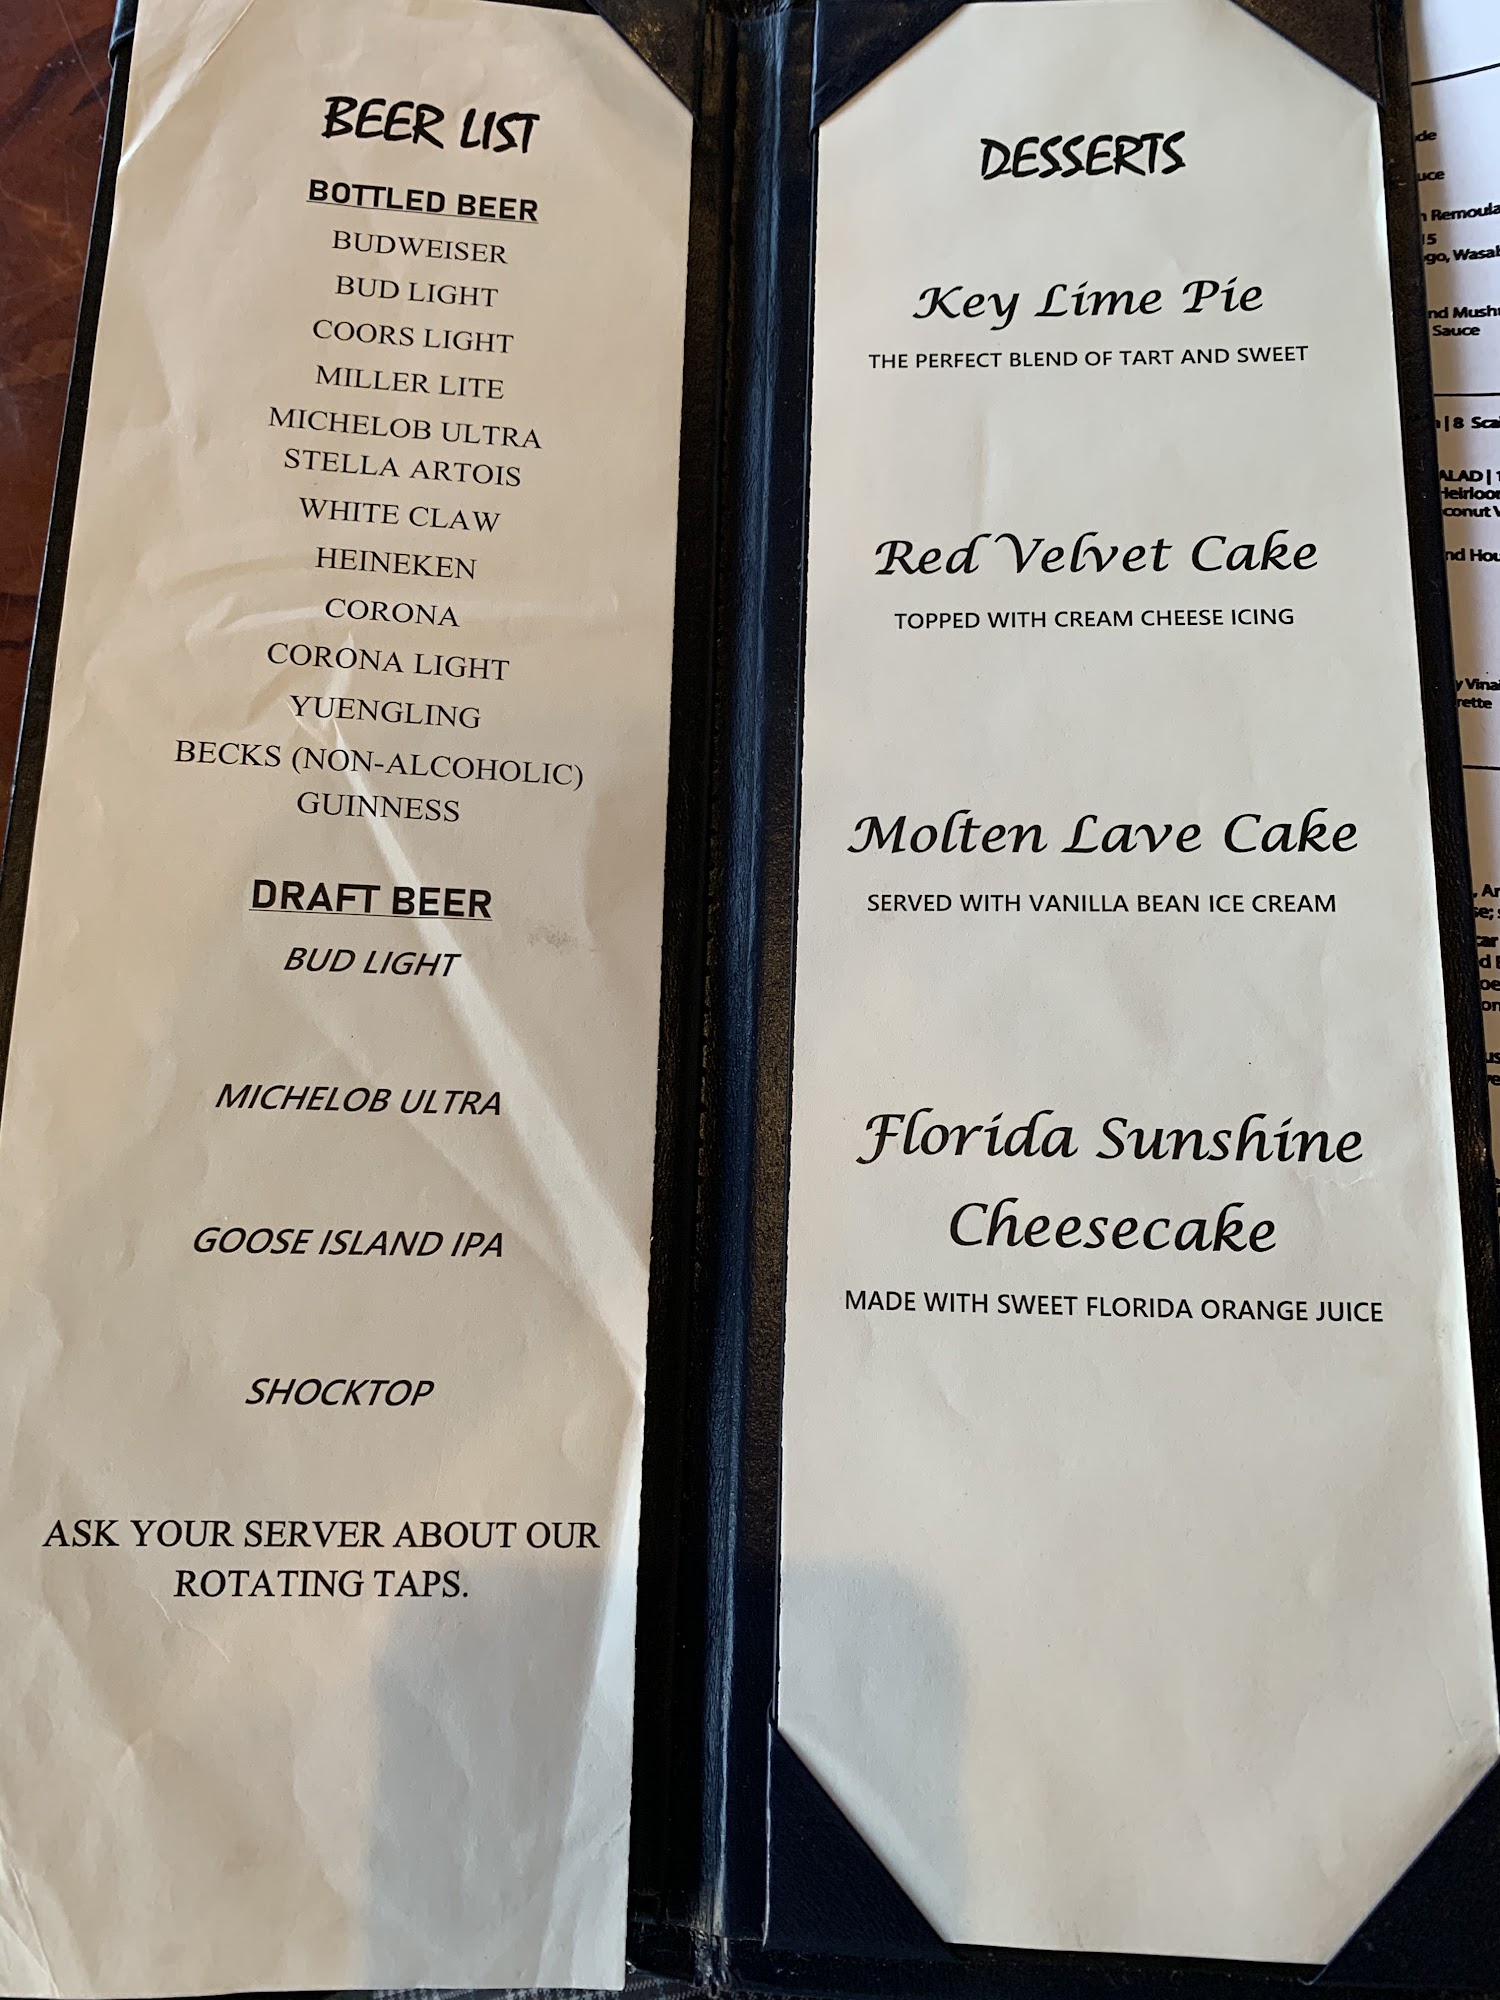 BEER LIST
BOTTLED BEER
BUDWEISER
BUD LIGHT
COORS LIGHT
MILLER LITE
MICHELOB ULTRA
STELLA ARTOIS
WHITE CLAW
HEINEKEN
CORONA
CORONA LIGHT
YUENGLING
BECKS (NON-ALCOHOLIC)
GUINNESS
DRAFT BEER
BUD LIGHT
MICHELOB ULTRA
GOOSE ISLAND IPA
SHOCKTOP
ASK YOUR SERVER ABOUT OUR
ROTATING TAPS.
DESSERTS
Key Lime Pie
THE PERFECT BLEND OF TART AND SWEET
Red Velvet Cake
TOPPED WITH CREAM CHEESE ICING
Molten Lave Cake
SERVED WITH VANILLA BEAN ICE CREAM
Florida Sunshine
Cheesecake
MADE WITH SWEET FLORIDA ORANGE JUICE
Sauce
| 8